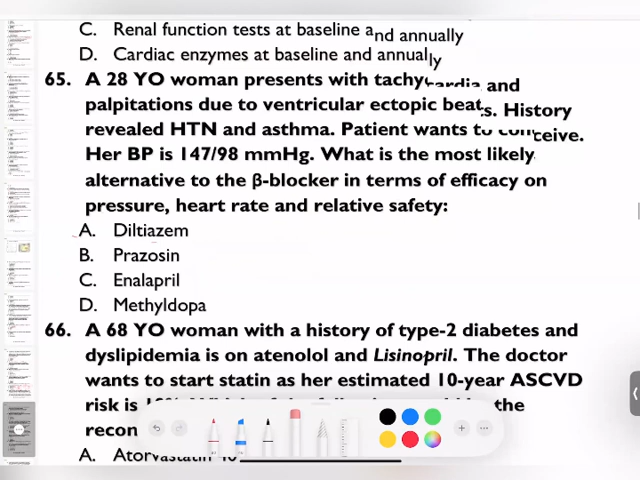 C. Renal function tests at baseline and annually
D. Cardiac enzymes at baseline and annually
65. A 28 YO woman presents with tachycardia and
palpitations due to ventricular ectopic beats. History
revealed HTN and asthma. Patient wants to conceive.
Her BP is 147/98 mmHg. What is the most likely
alternative to the β-blocker in terms of efficacy on
pressure, heart rate and relative safety:
A. Diltiazem
B. Prazosin
C. Enalapril
D. Methyldopa
66. A 68 YO woman with a history of type-2 diabetes and
dyslipidemia is on atenolol and Lisinopril. The doctor
wants to start statin as her estimated 10-year ASCVD
risk is the
recon
A. Atorvastatin